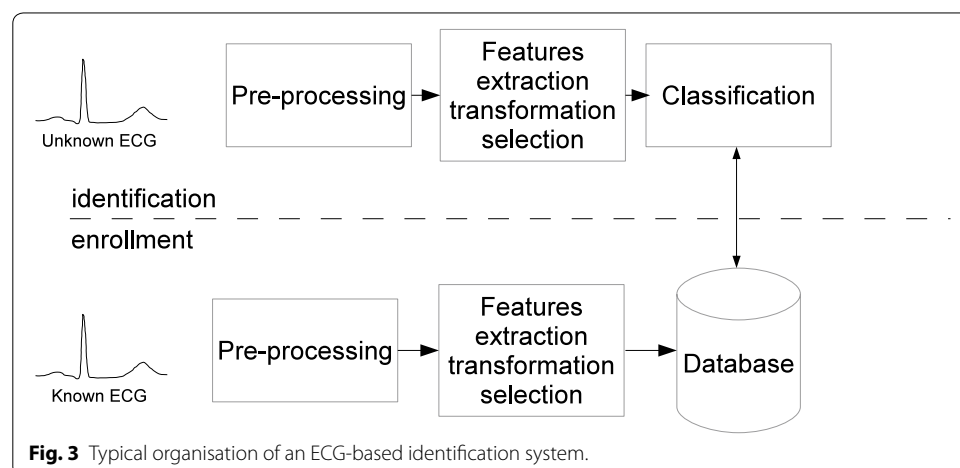 Unknown ECG
Pre-processing
Features
extraction
transformation
selection
Classification
identification
enrollment
Known ECG
Pre-processing
Features
extraction
transformation
selection
Database
Fig. 3 Typical organisation of an ECG-based identification system.